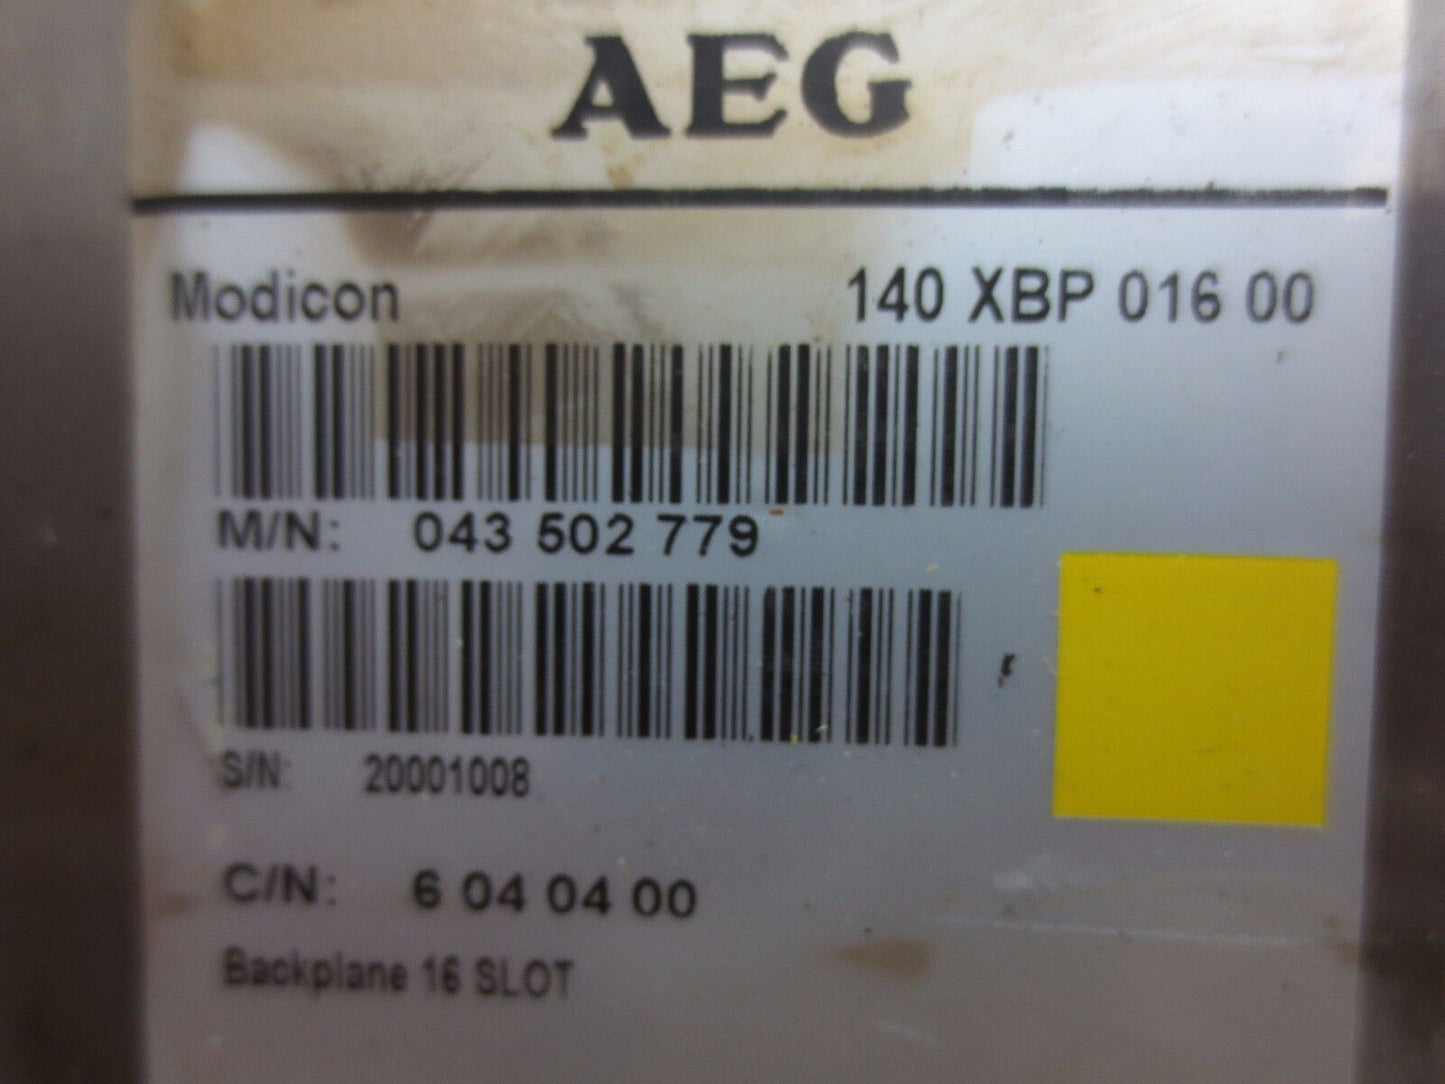 AEG
Modicon 140 XBP 016 00
M/N: 043 502 779
S/N: 20001008
C/N: 6 04 04 00
Backplane 16 SLOT